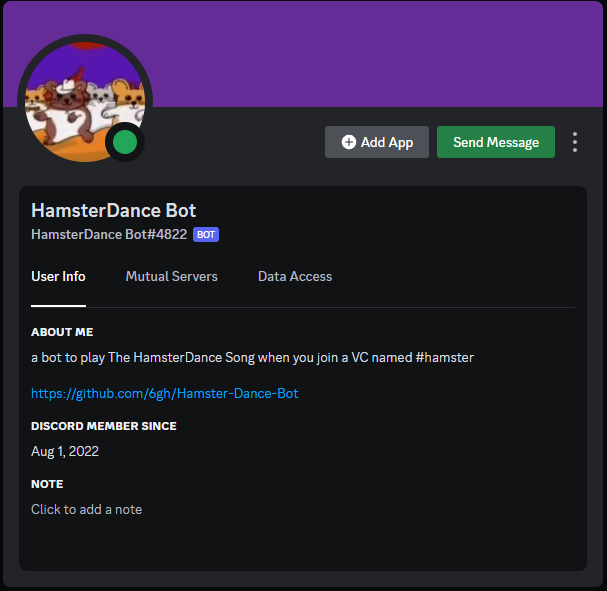 Add App
Send Message
HamsterDance Bot
HamsterDance Bot#4822 BOT
User Info Mutual Servers Data Access
ABOUT ME
a bot to play The HamsterDance Song when you join a VC named #hamster
https://github.com/6gh/Hamster-Dance-Bot
DISCORD MEMBER SINCE
Aug 1, 2022
NOTE
Click to add a note